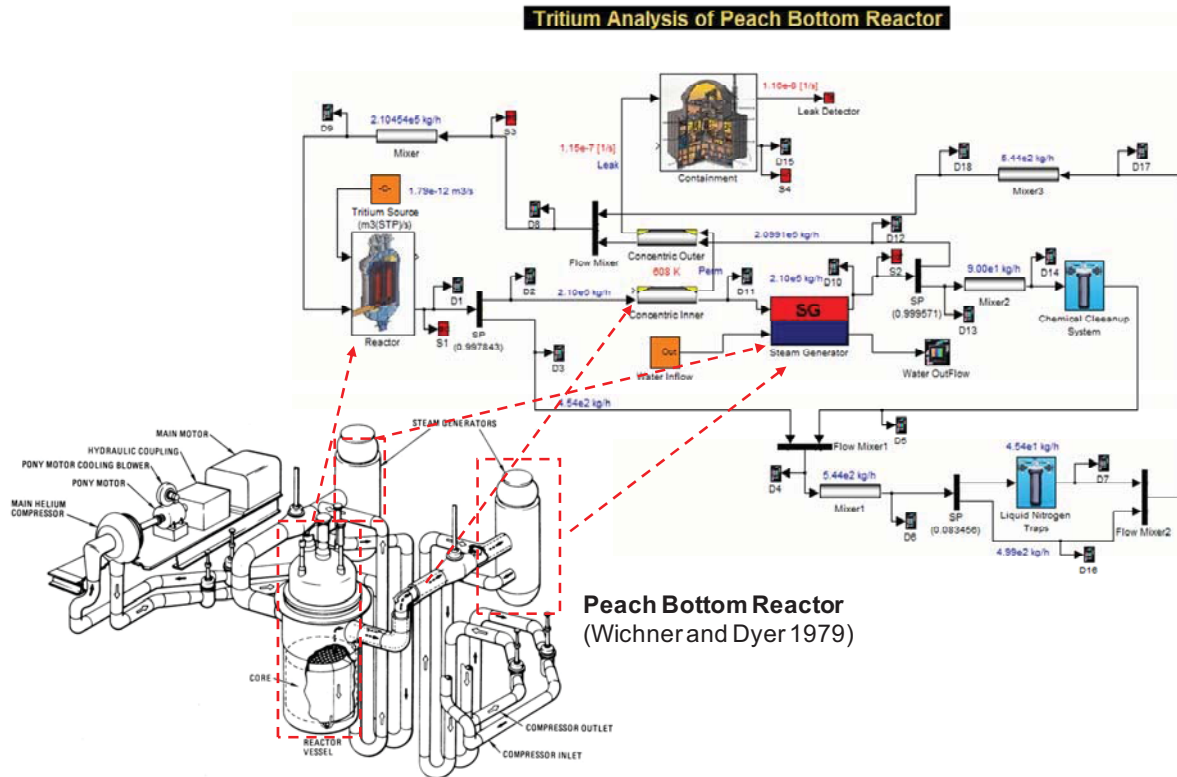 Tritium Analysis of Peach Bottom Reactor
D9
2.10454e5 kg/h
Mixer
S3
1.16e-9 [1/s]
Leak Detector
1.15e-7 [1/s]
Leak
Containment
D15
S4
D18
6.44e2 kg/h
Mixer3
D17
-C-
1.79e-12 m3/s
Tritium Source
(m3(STP)/s)
D8
Flow Mixer
Concentric Outer
2.0991e5 kg/h
D12
608 K
Perm
Reactor
D1
S1
SP
(0.997843)
D2
2.10e5 kg/h
D3
Concentric Inner
D11
2.10e5 kg/h
D10
S2
SG
Steam Generator
Out
Water Inflow
Water OutFlow
SP
(0.999571)
D13
9.00e1 kg/h
Mixer2
D14
Chemical Cleanup
System
4.54e2 kg/h
Flow Mixer1
D5
D4
5.44e2 kg/h
Mixer1
D6
SP
(0.083456)
4.54e1 kg/h
Liquid Nitrogen
Traps
D7
Flow Mixer2
4.99e2 kg/h
D16
STEAM GENERATORS
MAIN MOTOR
HYDRAULIC COUPLING
PONY MOTOR COOLING BLOWER
PONY MOTOR
MAIN HELIUM
COMPRESSOR
CORE
REACTOR
VESSEL
COMPRESSOR OUTLET
COMPRESSOR INLET
Peach Bottom Reactor
(Wichner and Dyer 1979)